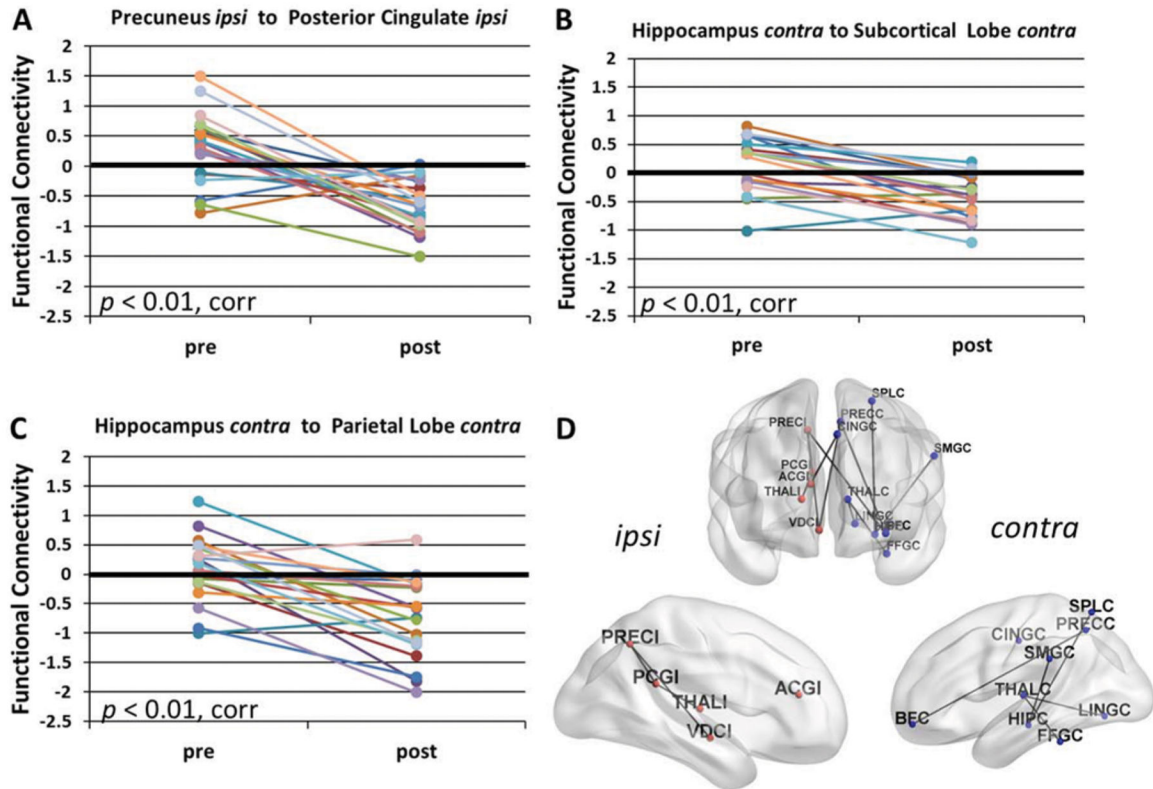 A
Precuneus ipsi to Posterior Cingulate ipsi
Functional Connectivity
2
1.5
1
0.5
0
-0.5
-1
-1.5
-2
-2.5
p < 0.01, corr
pre
post
B
Hippocampus contra to Subcortical Lobe contra
Functional Connectivity
2
1.5
1
0.5
0
-0.5
-1
-1.5
-2
-2.5
p < 0.01, corr
pre
post
C
Hippocampus contra to Parietal Lobe contra
Functional Connectivity
2
1.5
1
0.5
0
-0.5
-1
-1.5
-2
-2.5
p < 0.01, corr
pre
post
D
SPLC
PRECI
PRECC
CINGC
SMGC
PCGI
ACGI
THALI
THALC
VDCI
LINGC
FFGC
ipsi
contra
PRECI
PCGI
THALI
ACGI
VDCI
SPLC
PRECC
CINGC
SMGC
THALC
BFC
HIPC
LINGC
FFGC